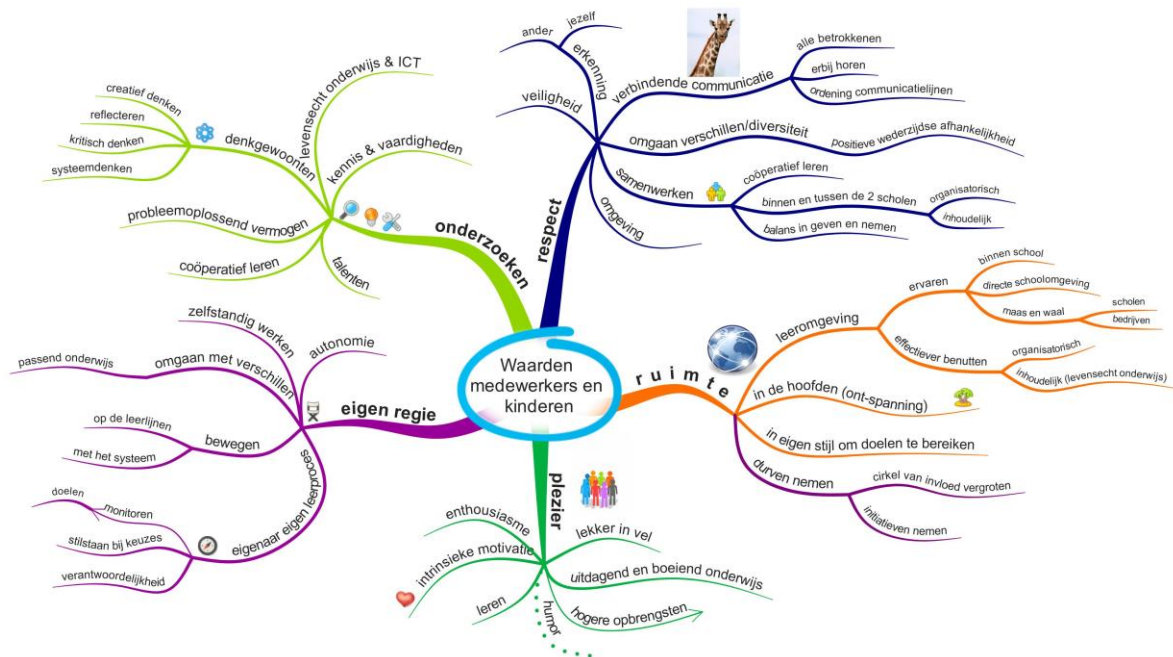 Waarden
medewerkers en
kinderen
respect
erkenning
ander
jezelf
veiligheid
verbindende communicatie
alle betrokkenen
erbij horen
ordening communicatielijnen
omgaan verschillen/diversiteit
positieve wederzijdse afhankelijkheid
samenwerken
coöperatief leren
binnen en tussen de 2 scholen
organisatorisch
inhoudelijk
balans in geven en nemen
omgeving
ruimte
leeromgeving
ervaren
binnen school
directe schoolomgeving
maas en waal
scholen
bedrijven
effectiever benutten
organisatorisch
inhoudelijk (levensecht onderwijs)
in de hoofden (ont-spanning)
in eigen stijl om doelen te bereiken
durven nemen
cirkel van invloed vergroten
initiatieven nemen
plezier
lekker in vel
uitdagend en boeiend onderwijs
hogere opbrengsten
humor
leren
intrinsieke motivatie
enthousiasme
eigen regie
autonomie
zelfstandig werken
omgaan met verschillen
passend onderwijs
bewegen
op de leerlijnen
met het systeem
eigenaar eigen leerproces
monitoren
doelen
stilstaan bij keuzes
verantwoordelijkheid
onderzoeken
levensecht onderwijs & ICT
kennis & vaardigheden
denkgewoonten
creatief denken
reflecteren
kritisch denken
systeemdenken
probleemoplossend vermogen
coöperatief leren
talenten